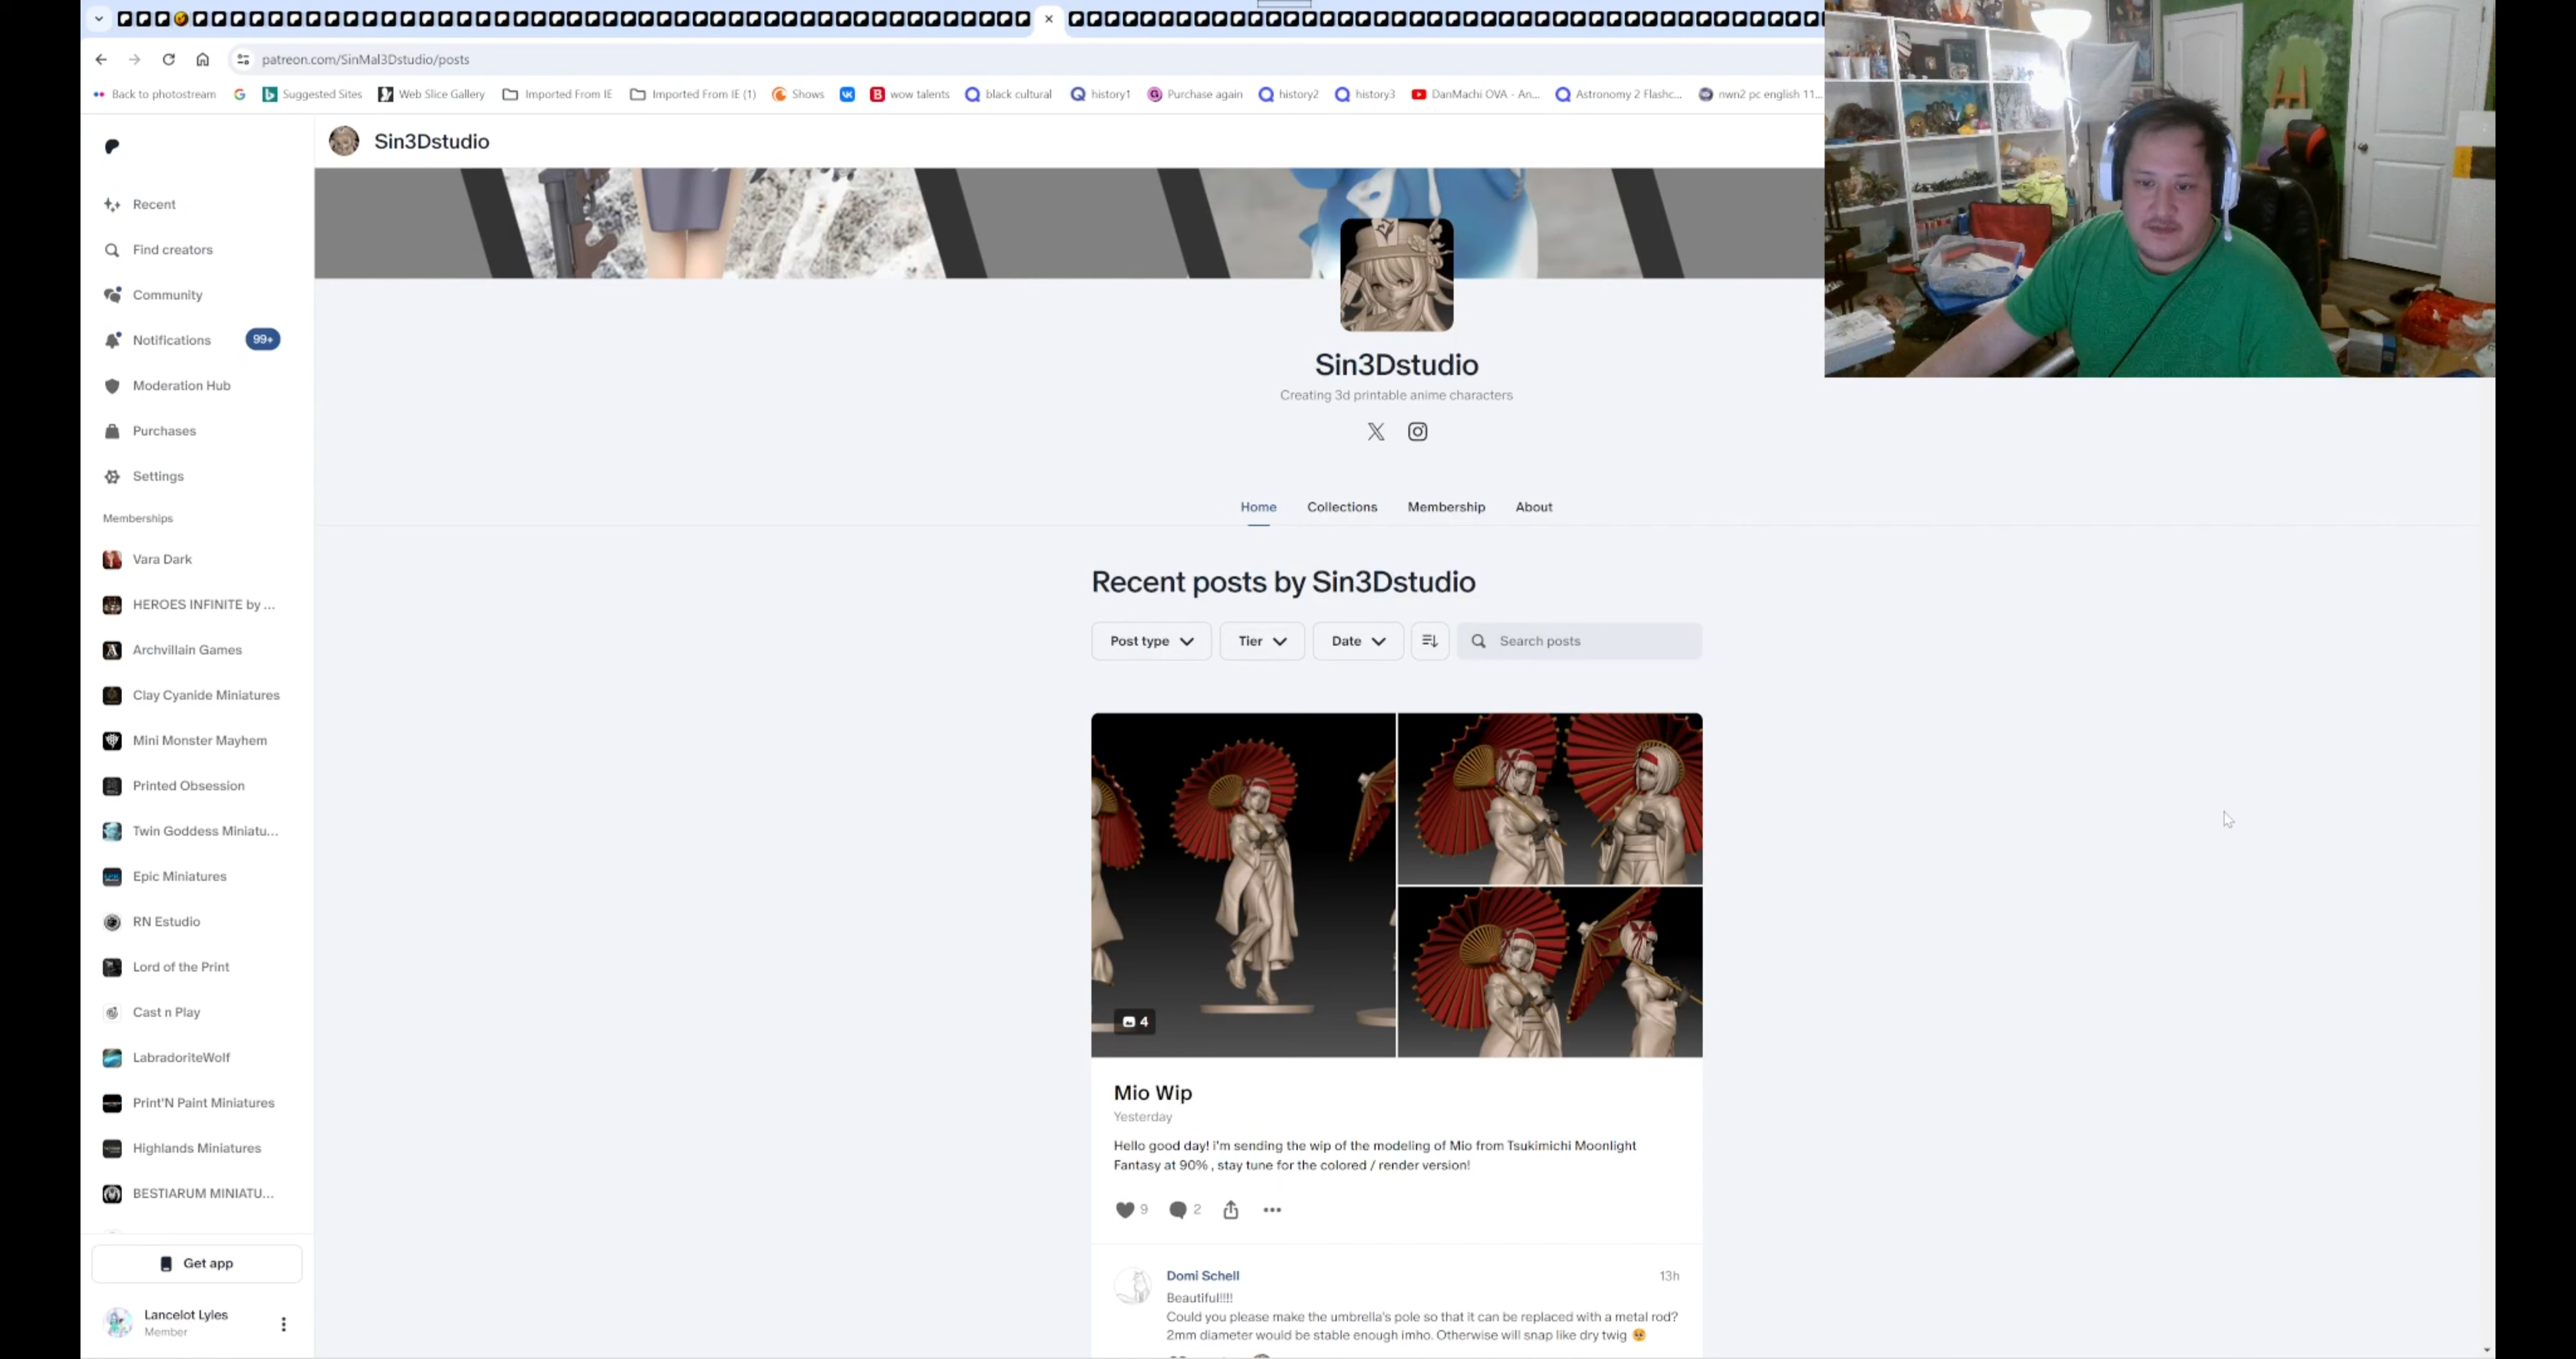 patreon.com/SinMal3Dstudio/posts
Back to photostream
Suggested Sites
Web Slice Gallery
Imported From IE
Imported From IE (1)
Shows
wow talents
black cultural
history1
Purchase again
history2
history3
DanMachi OVA - An...
Astronomy 2 Flashc...
nwn2 pc english 11...
Sin3Dstudio
Recent
Find creators
Community
Notifications
99+
Moderation Hub
Purchases
Settings
Memberships
Vara Dark
HEROES INFINITE by ...
Archvillain Games
Clay Cyanide Miniatures
Mini Monster Mayhem
Printed Obsession
Twin Goddess Miniatu...
Epic Miniatures
RN Estudio
Lord of the Print
Cast n Play
LabradoriteWolf
Print'N Paint Miniatures
Highlands Miniatures
BESTIARUM MINIATU...
Get app
Lancelot Lyles
Member
Sin3Dstudio
Creating 3d printable anime characters
Home
Collections
Membership
About
Recent posts by Sin3Dstudio
Post type
Tier
Date
Search posts
4
Mio Wip
Yesterday
Hello good day! i'm sending the wip of the modeling of Mio from Tsukimichi Moonlight
Fantasy at 90% , stay tune for the colored / render version!
9
2
Domi Schell
13h
Beautiful!!!!
Could you please make the umbrella's pole so that it can be replaced with a metal rod?
2mm diameter would be stable enough imho. Otherwise will snap like dry twig 🥺